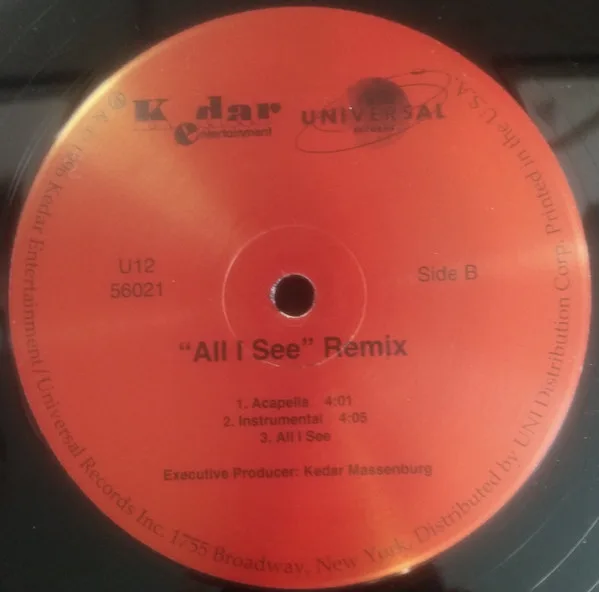 Kedar
entertainment
UNIVERSAL
RECORDS
U12
56021
Side B
"All I See" Remix
1. Acapella 4:01
2. Instrumental 4:05
3. All I See
Executive Producer: Kedar Massenburg
℗ & © 1996 Kedar Entertainment/Universal Records Inc. 1755 Broadway, New York. Distributed by UNI Distribution Corp. Printed in the U.S.A.